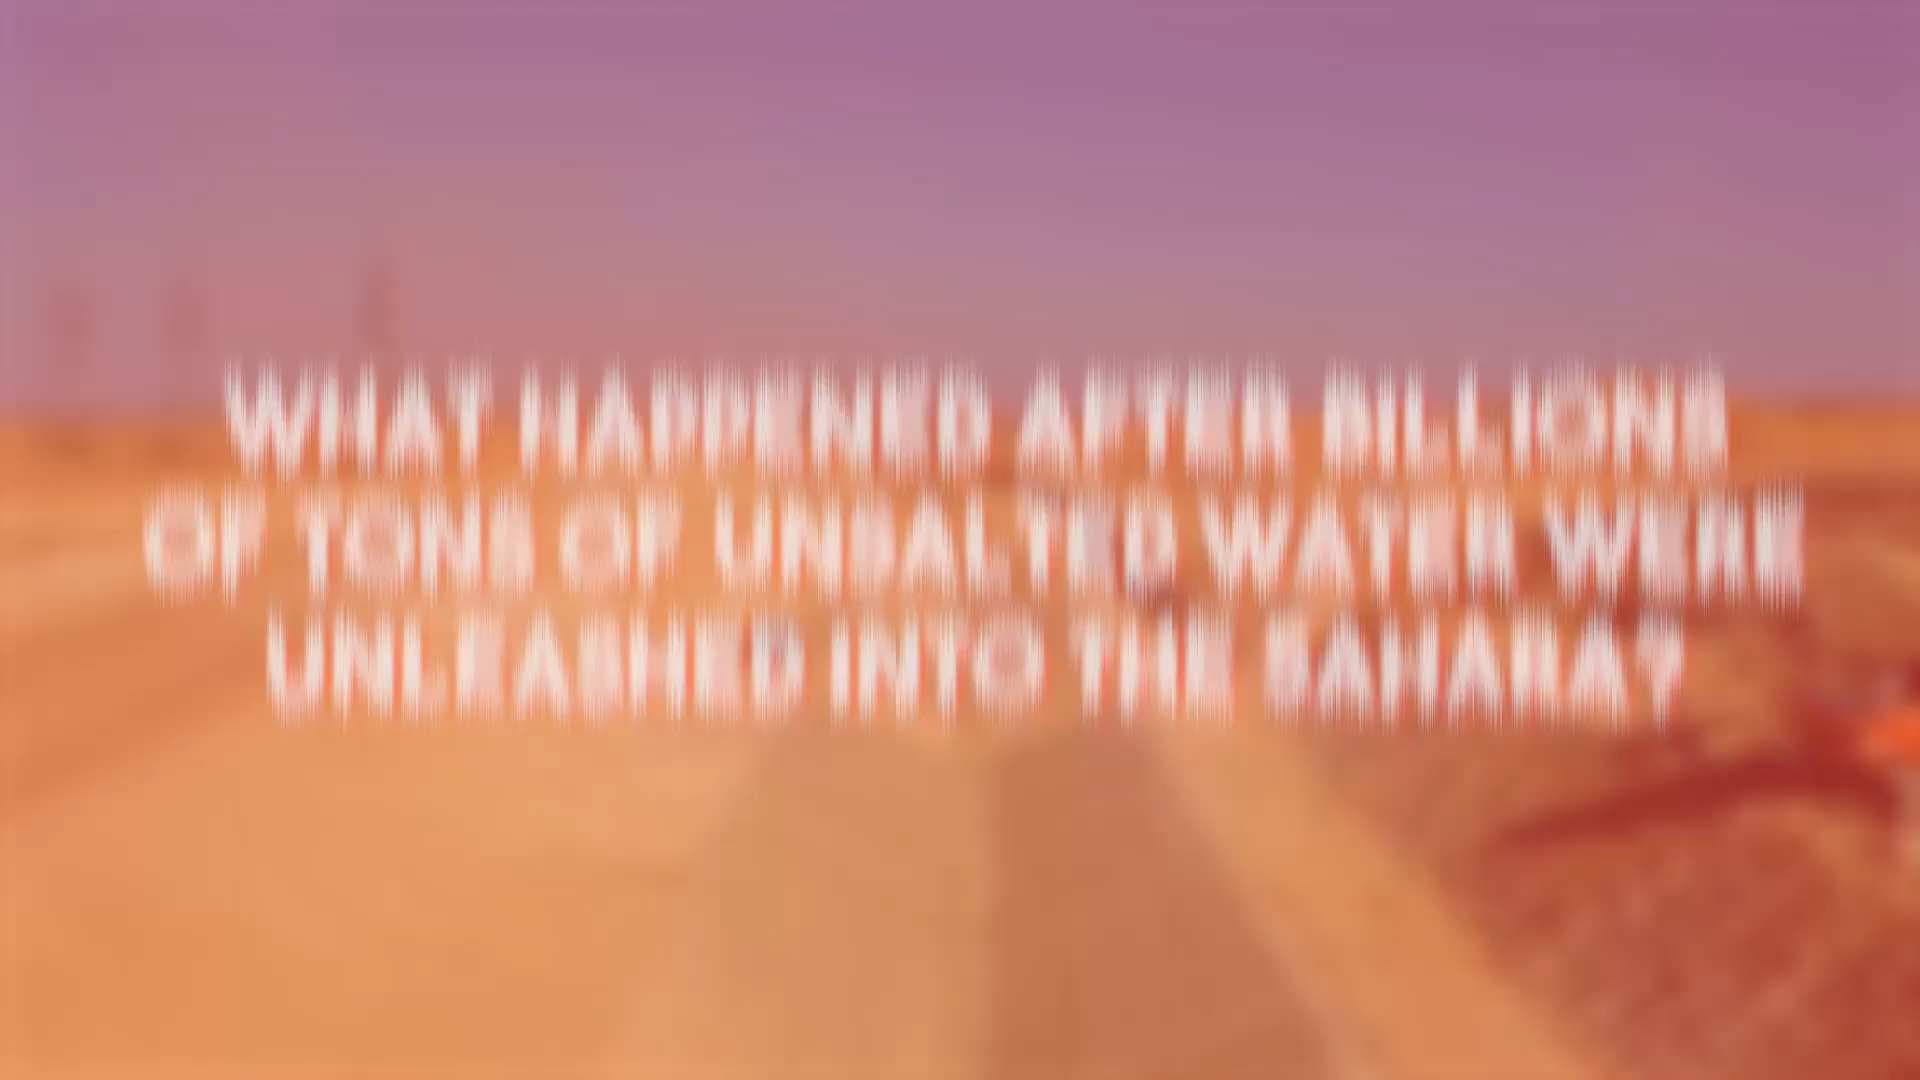 WHAT HAPPENED AFTER BILLIONS
OF TONS OF UNSALTED WATER WERE
UNLEASHED INTO THE SAHARA?